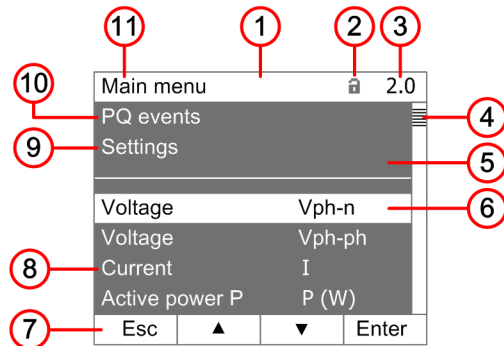 11 1 2 3
Main menu 2.0
10 PQ events 4
9 Settings 5
Voltage Vph-n 6
Voltage Vph-ph
8 Current I
Active power P P (W)
7 Esc ▲ ▼ Enter